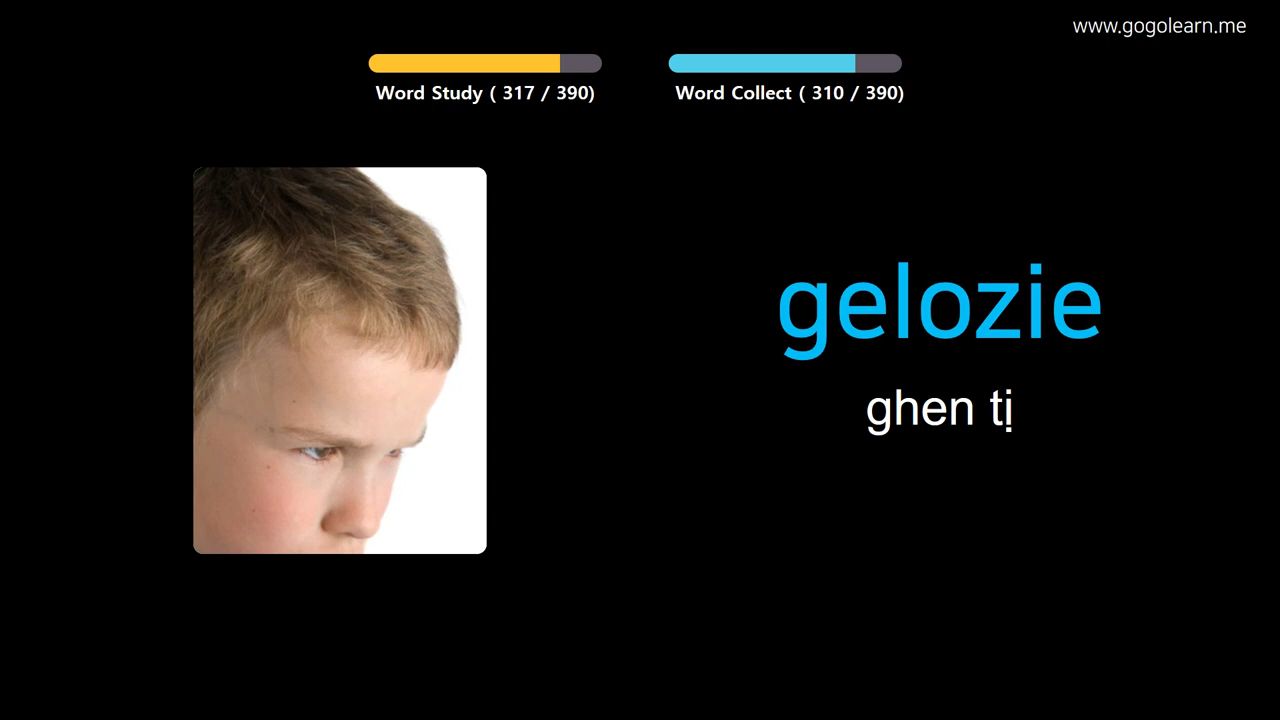 www.gogolearn.me
Word Study ( 317 / 390)
Word Collect ( 310 / 390)
gelozie
ghen tị